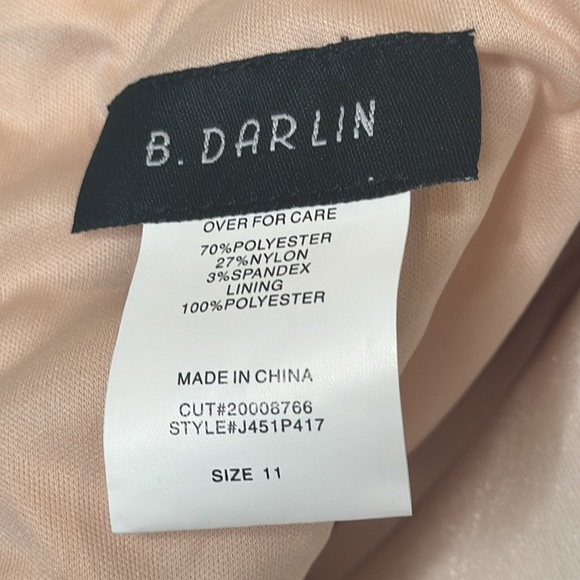 B. DARLIN
OVER FOR CARE
70%POLYESTER
27%NYLON
3%SPANDEX
LINING
100%POLYESTER
MADE IN CHINA
CUT#20008766
STYLE#J451P417
SIZE 11